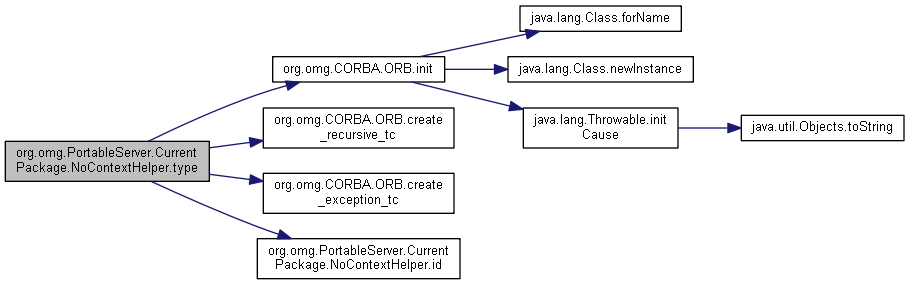 java.lang.Class.forName
org.omg.CORBA.ORB.init
java.lang.Class.newInstance
org.omg.CORBA.ORB.create
_recursive_tc
java.lang.Throwable.init
Cause
java.util.Objects.toString
org.omg.PortableServer.Current
Package.NoContextHelper.type
org.omg.CORBA.ORB.create
_exception_tc
org.omg.PortableServer.Current
Package.NoContextHelper.id